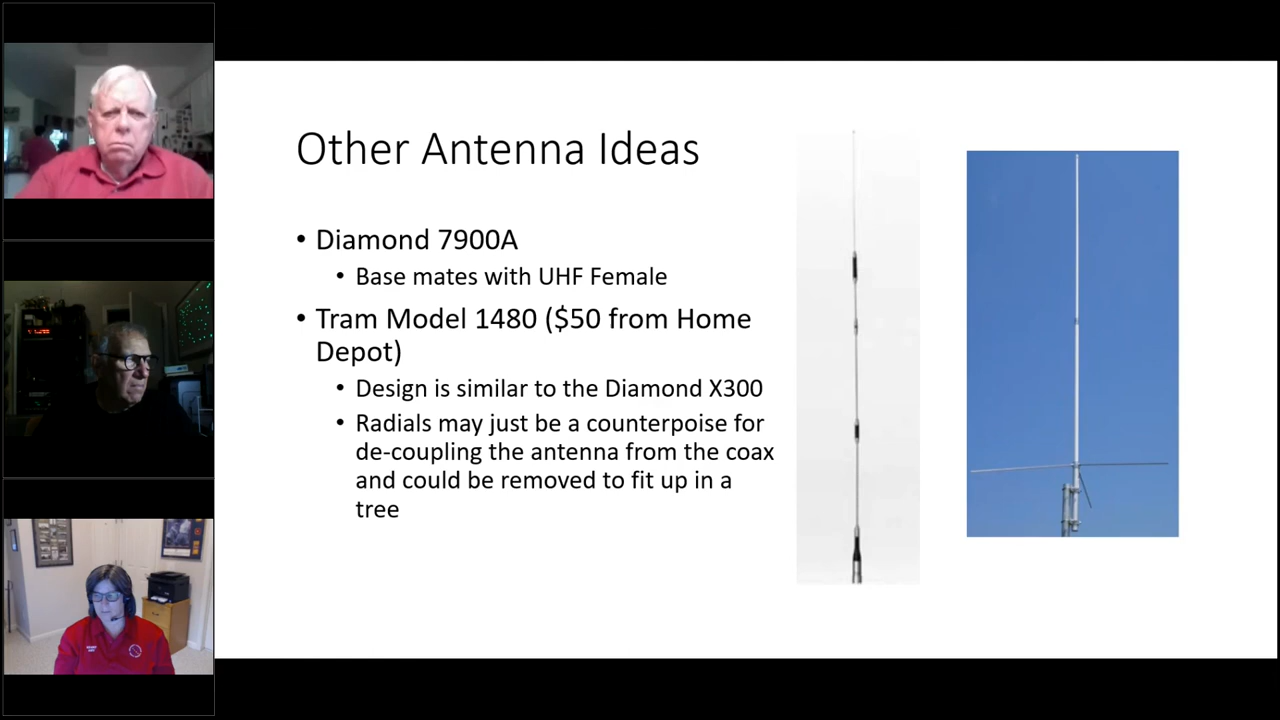 Other Antenna Ideas
• Diamond 7900A
• Base mates with UHF Female
• Tram Model 1480 ($50 from Home
Depot)
• Design is similar to the Diamond X300
• Radials may just be a counterpoise for
de-coupling the antenna from the coax
and could be removed to fit up in a
tree